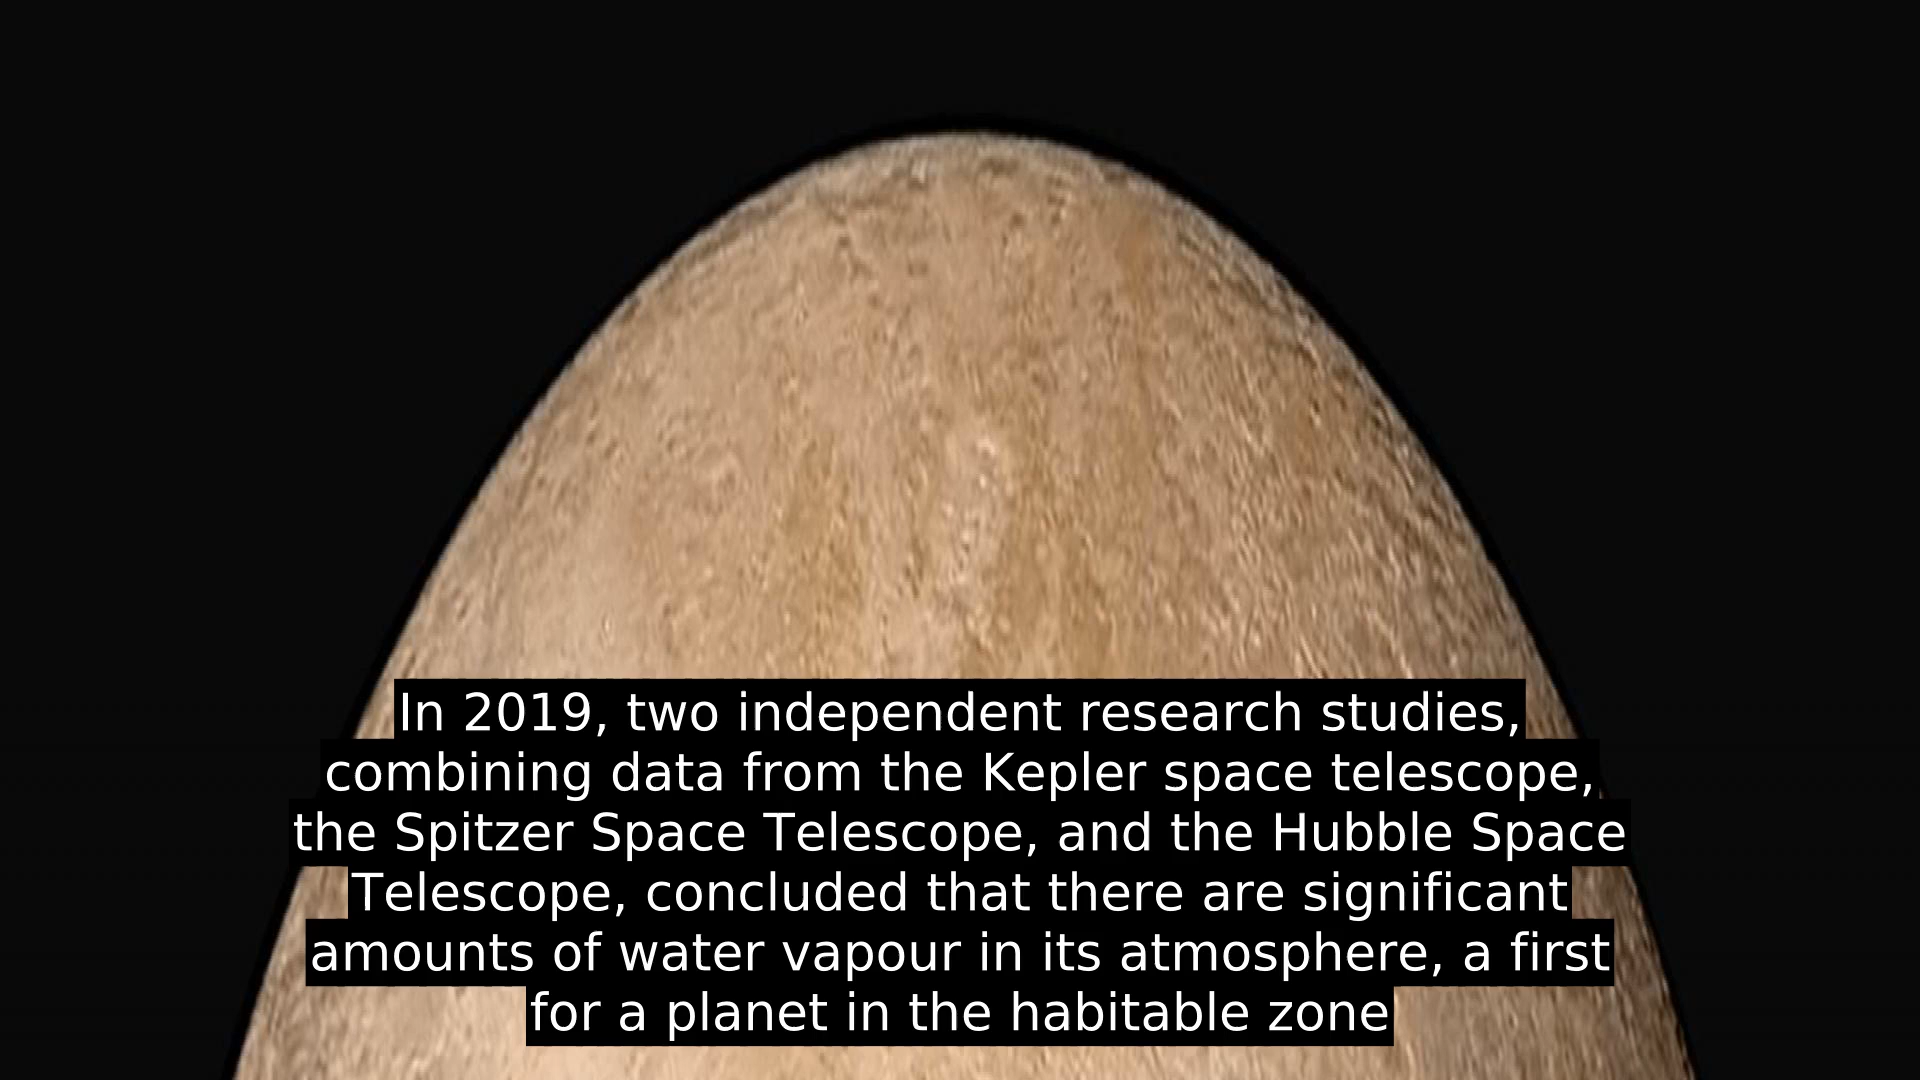 In 2019, two independent research studies,
combining data from the Kepler space telescope,
the Spitzer Space Telescope, and the Hubble Space
Telescope, concluded that there are significant
amounts of water vapour in its atmosphere, a first
for a planet in the habitable zone